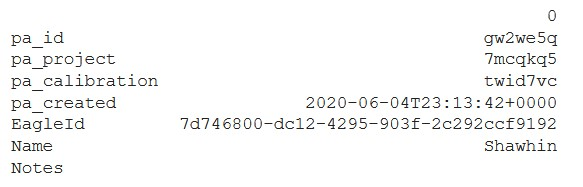 0
pa_id gw2we5q
pa_project 7mcqkq5
pa_calibration twid7vc
pa_created 2020-06-04T23:13:42+0000
EagleId 7d746800-dc12-4295-903f-2c292ccf9192
Name Shawhin
Notes